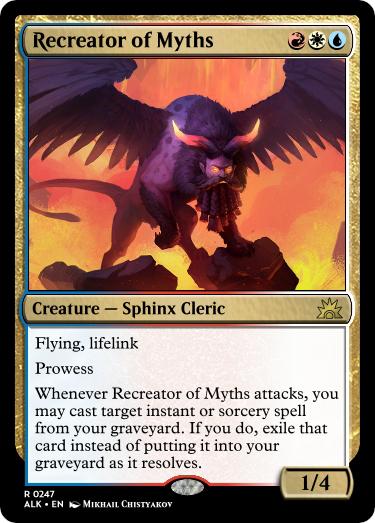 Recreator of Myths
Creature — Sphinx Cleric
Flying, lifelink
Prowess
Whenever Recreator of Myths attacks, you
may cast target instant or sorcery spell
from your graveyard. If you do, exile that
card instead of putting it into your
graveyard as it resolves.
1/4
R 0247
ALK • EN Mikhail Chistyakov